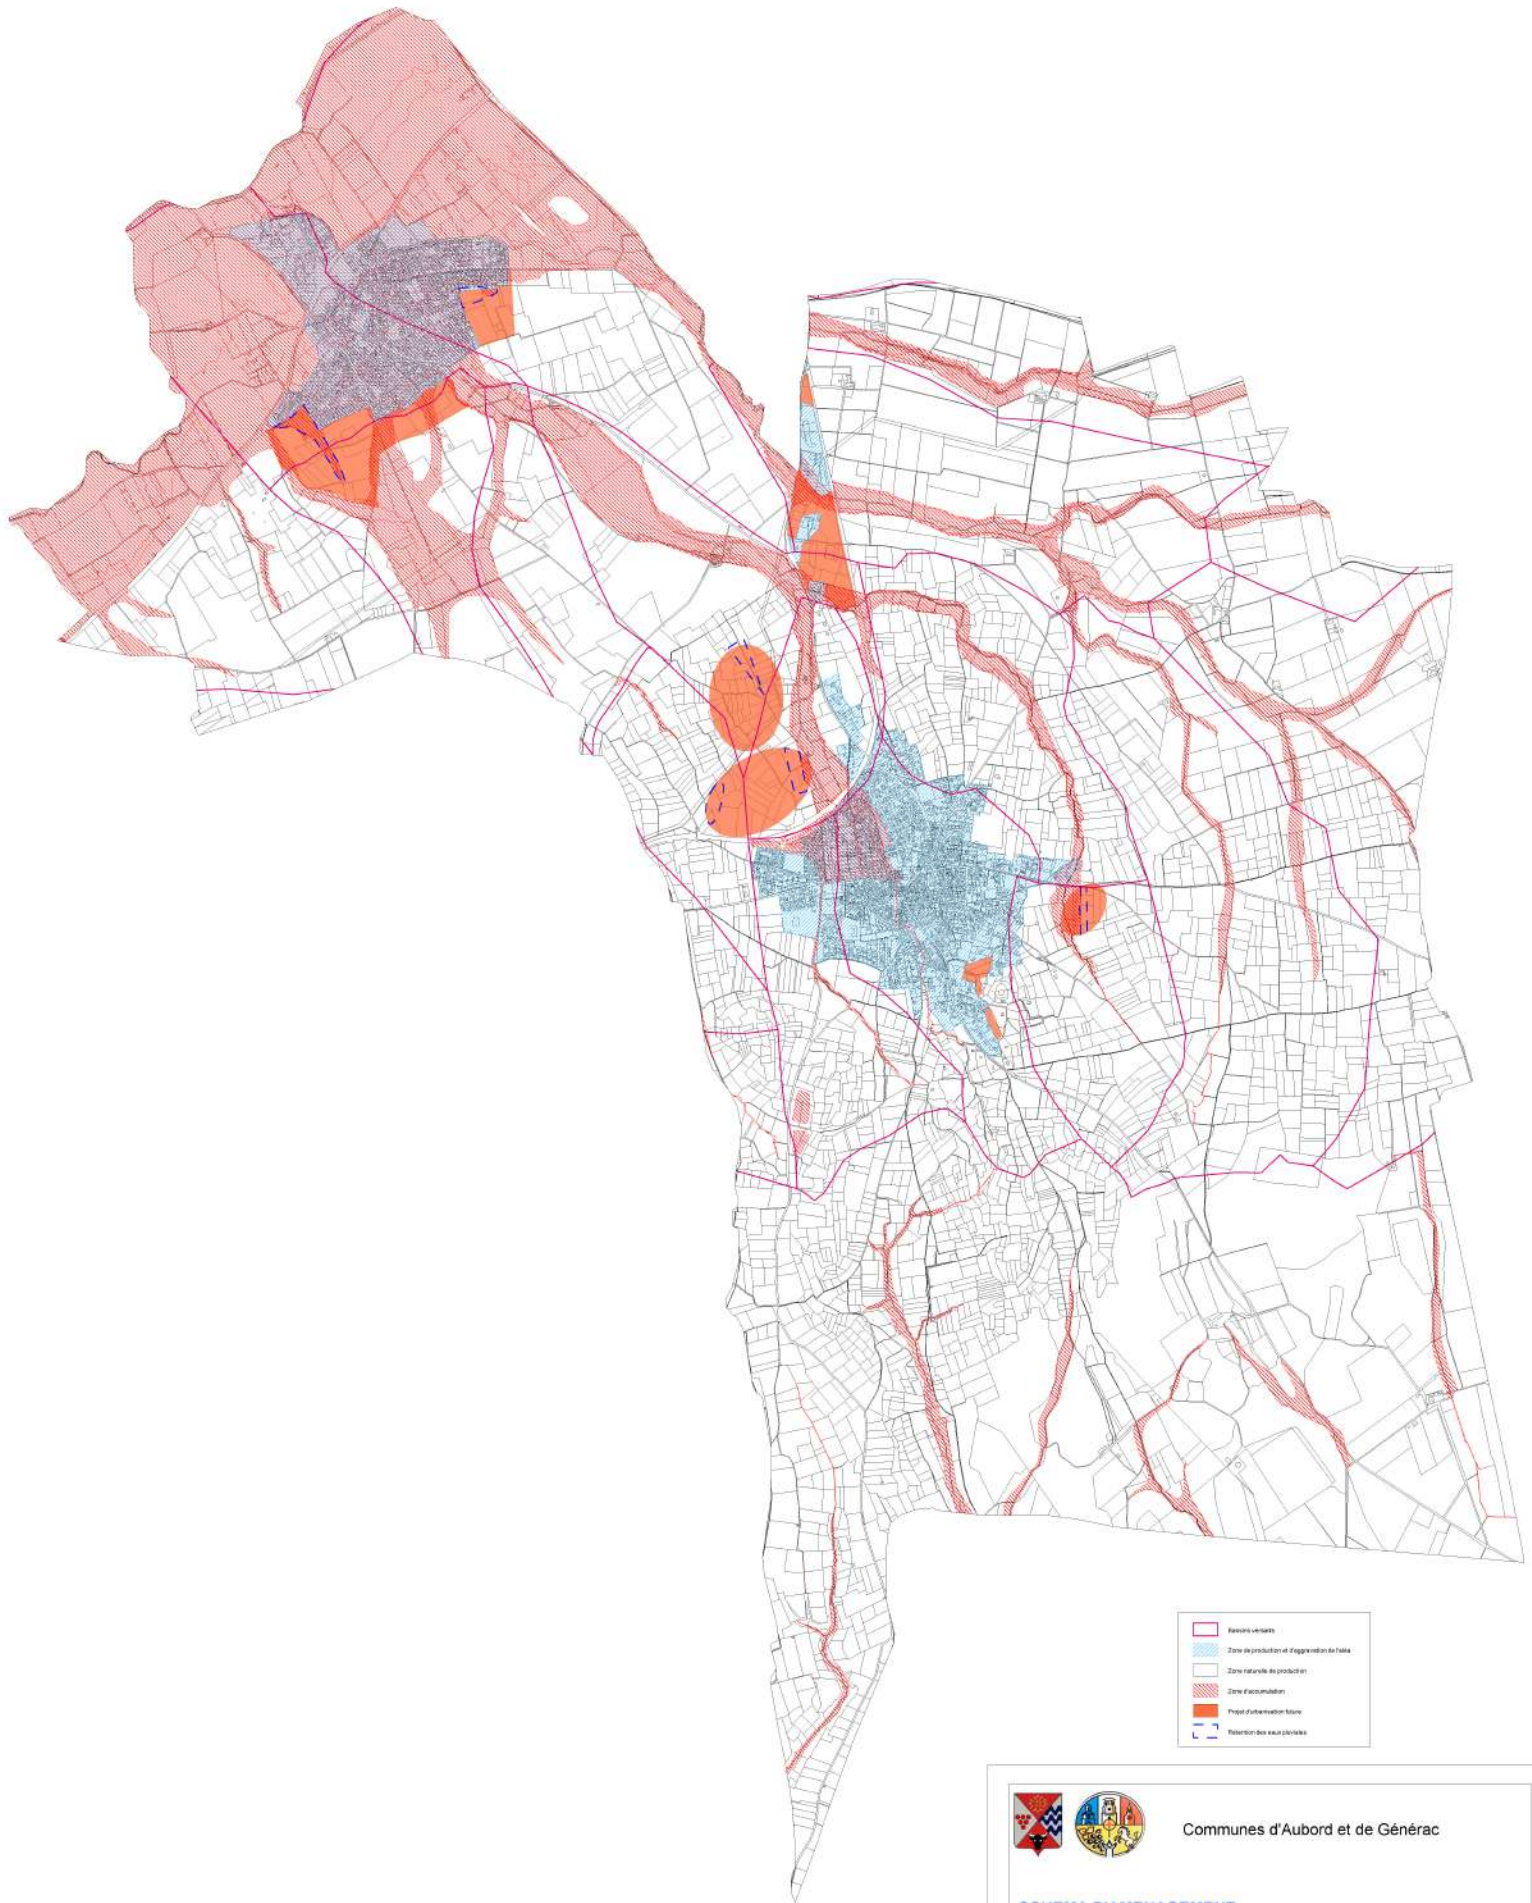 Bassins versants
Zone de production et d'aggravation de l'aléa
Zone naturelle de production
Zone d'accumulation
Projet d'urbanisation future
Rétention des eaux pluviales
Communes d'Aubord et de Générac